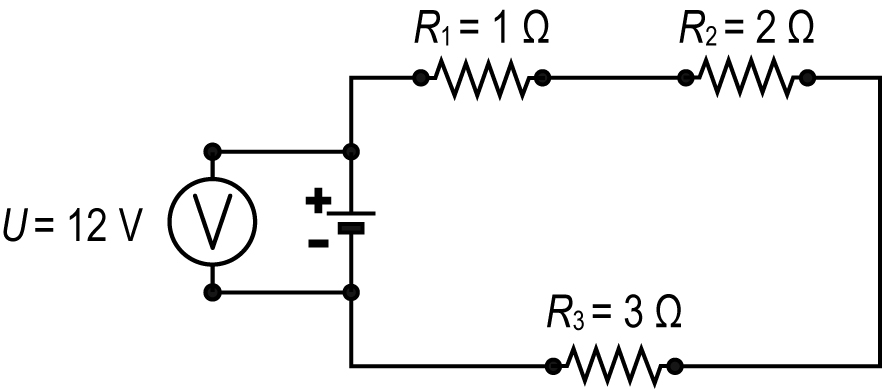 R₁ = 1 Ω
R₂ = 2 Ω
+
V
U = 12 V
-
R₃ = 3 Ω